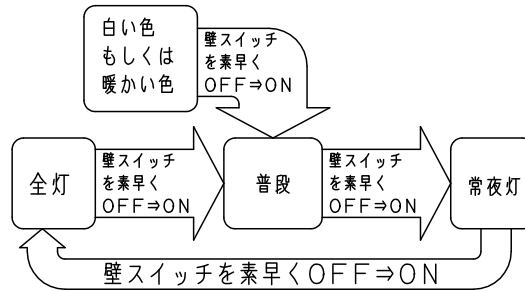 白い色
もしくは
暖かい色
壁スイッチ
を素早く
OFF⇒ON
全灯
壁スイッチ
を素早く
OFF⇒ON
普段
壁スイッチ
を素早く
OFF⇒ON
常夜灯
壁スイッチを素早くOFF⇒ON